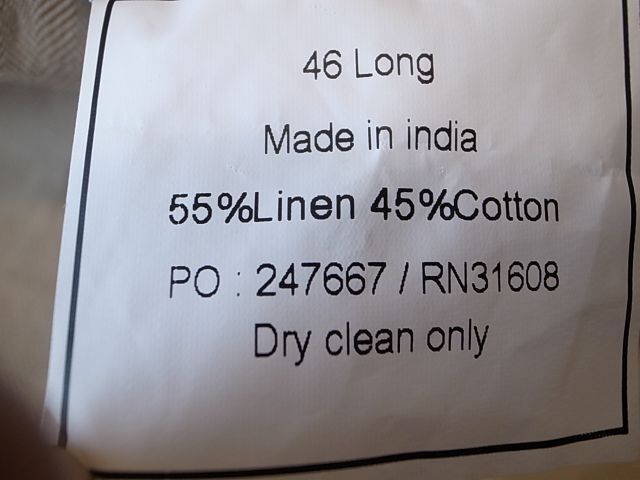 46 Long
Made in india
55%Linen 45%Cotton
PO : 247667 / RN31608
Dry clean only